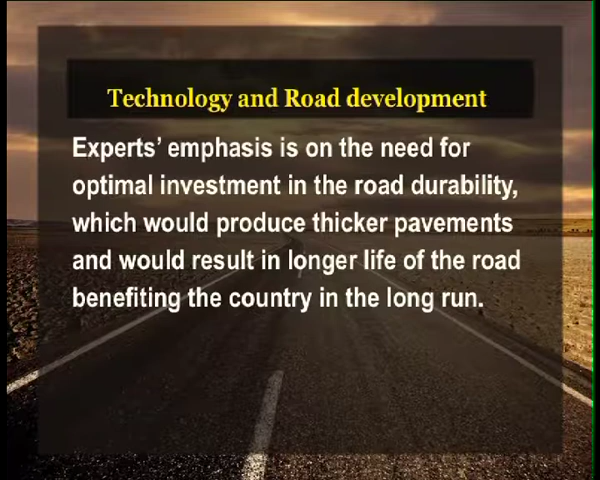 Technology and Road development
Experts’ emphasis is on the need for
optimal investment in the road durability,
which would produce thicker pavements
and would result in longer life of the road
benefiting the country in the long run.